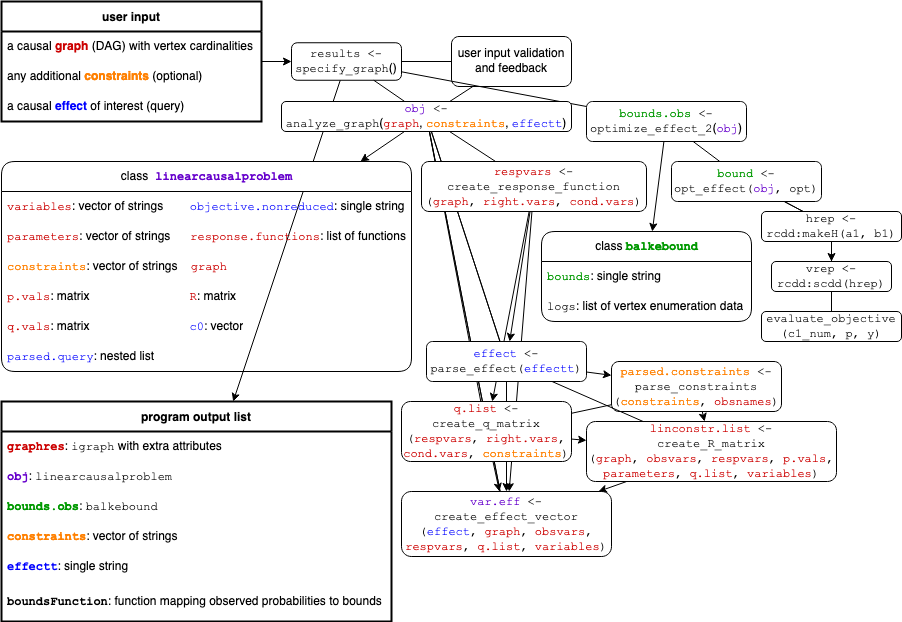 user input
a causal graph (DAG) with vertex cardinalities
any additional constraints (optional)
a causal effect of interest (query)
results <-
specify_graph()
user input validation
and feedback
obj <-
analyze_graph(graph, constraints, effectt)
bounds.obs <-
optimize_effect_2(obj)
class linearcausalproblem
variables: vector of strings
objective.nonreduced: single string
parameters: vector of strings
response.functions: list of functions
constraints: vector of strings
graph
p.vals: matrix
R: matrix
q.vals: matrix
c0: vector
parsed.query: nested list
respvars <-
create_response_function
(graph, right.vars, cond.vars)
bound <-
opt_effect(obj, opt)
hrep <-
rcdd:makeH(a1, b1)
vrep <-
rcdd:scdd(hrep)
evaluate_objective
(c1_num, p, y)
class balkebound
bounds: single string
logs: list of vertex enumeration data
effect <-
parse_effect(effectt)
parsed.constraints <-
parse_constraints
(constraints, obsnames)
q.list <-
create_q_matrix
(respvars, right.vars,
cond.vars, constraints)
linconstr.list <-
create_R_matrix
(graph, obsvars, respvars, p.vals,
parameters, q.list, variables)
var.eff <-
create_effect_vector
(effect, graph, obsvars,
respvars, q.list, variables)
program output list
graphres: igraph with extra attributes
obj: linearcausalproblem
bounds.obs: balkebound
constraints: vector of strings
effectt: single string
boundsFunction: function mapping observed probabilities to bounds